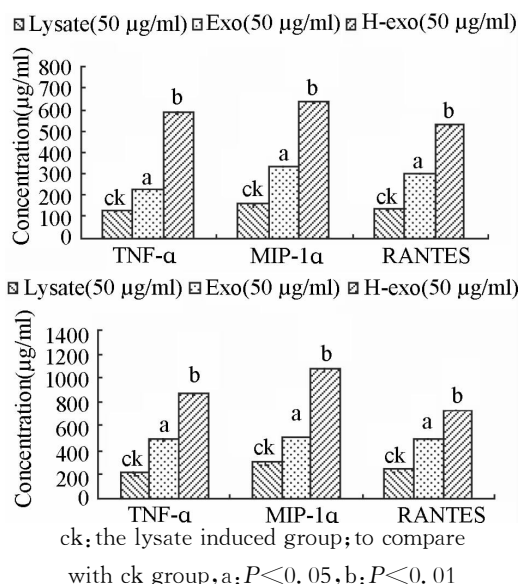 Lysate(50 μg/ml) Exo(50 μg/ml) H-exo(50 μg/ml)
Concentration(μg/ml)
800
700
600
500
400
300
200
100
0
ck a b ck a b ck a b
TNF-α MIP-1α RANTES
Lysate(50 μg/ml) Exo(50 μg/ml) H-exo(50 μg/ml)
Concentration(μg/ml)
1400
1200
1000
800
600
400
200
0
ck a b ck a b ck a b
TNF-α MIP-1α RANTES
ck:the lysate induced group;to compare
with ck group,a:P<0.05,b:P<0.01